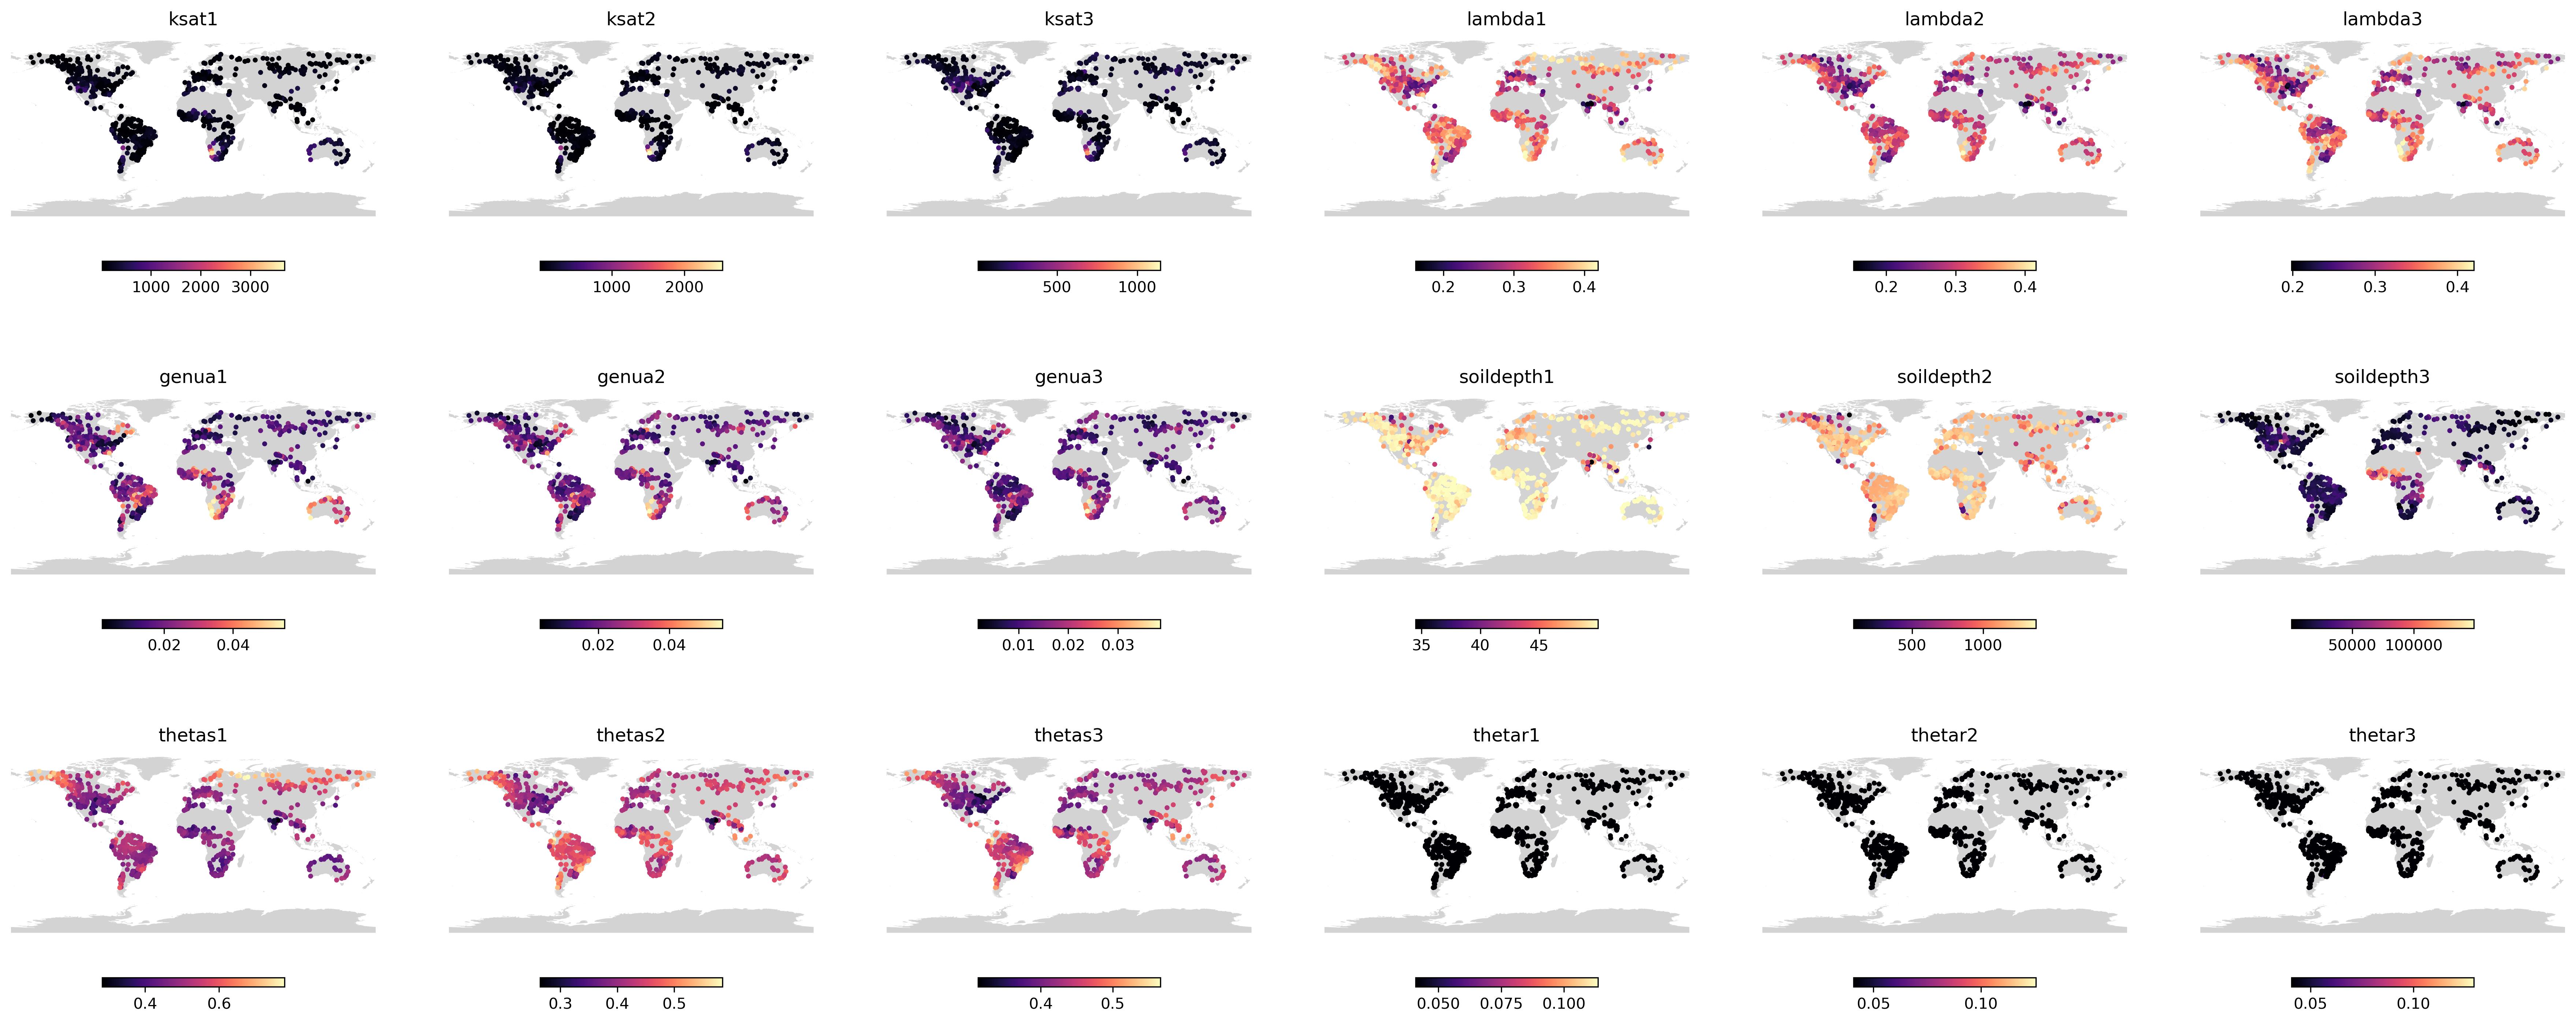 ksat1 ksat2 ksat3 lambda1 lambda2 lambda3
1000 2000 3000 1000 2000 500 1000 0.2 0.3 0.4 0.2 0.3 0.4 0.2 0.3 0.4
genua1 genua2 genua3 soildepth1 soildepth2 soildepth3
0.02 0.04 0.02 0.04 0.01 0.02 0.03 35 40 45 500 1000 50000 100000
thetas1 thetas2 thetas3 thetar1 thetar2 thetar3
0.4 0.6 0.3 0.4 0.5 0.4 0.5 0.050 0.075 0.100 0.05 0.10 0.05 0.10